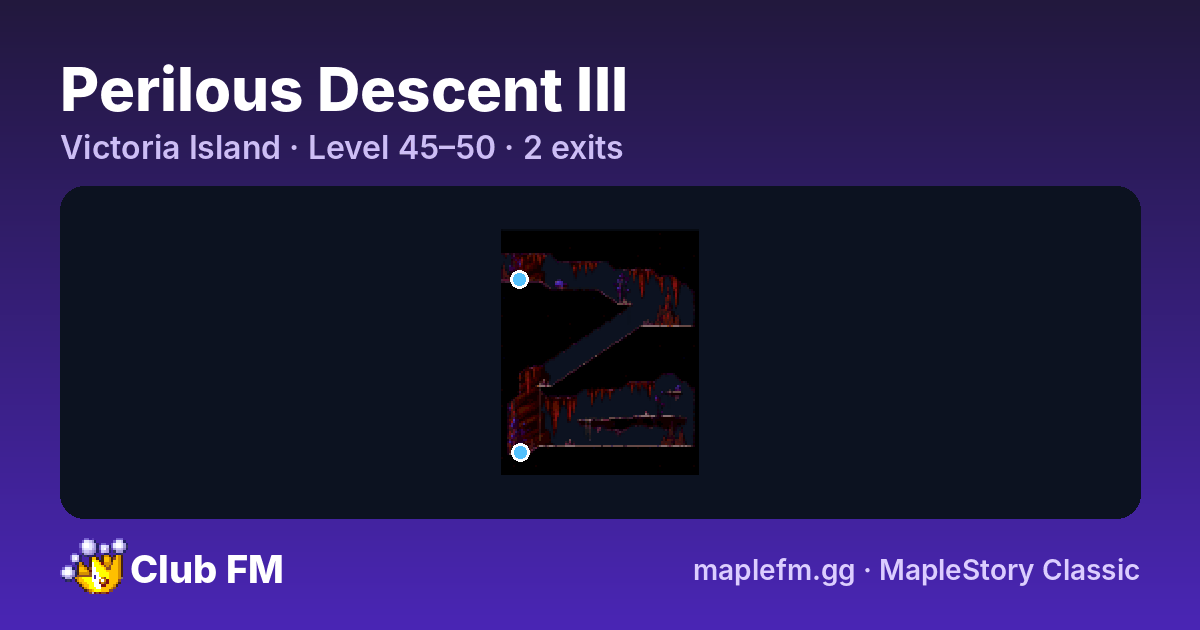 Perilous Descent III
Victoria Island · Level 45–50 · 2 exits
Club FM
maplefm.gg · MapleStory Classic